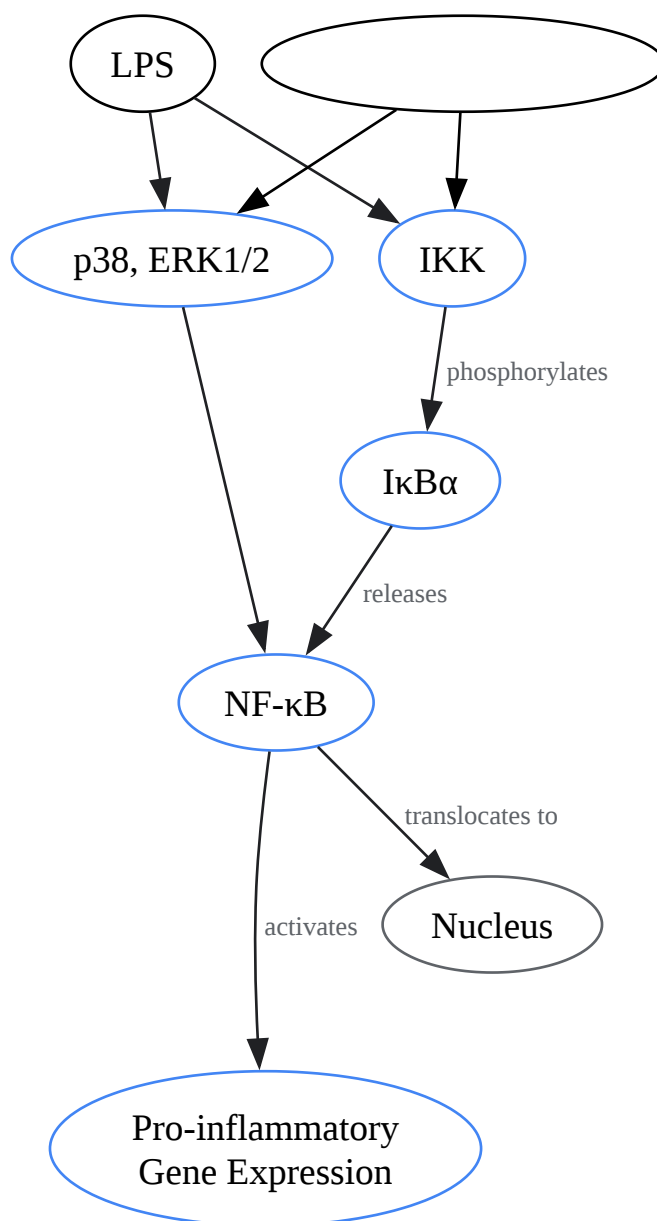 LPS
p38, ERK1/2
IKK
phosphorylates
IκBα
releases
NF-κB
translocates to
activates
Nucleus
Pro-inflammatory
Gene Expression